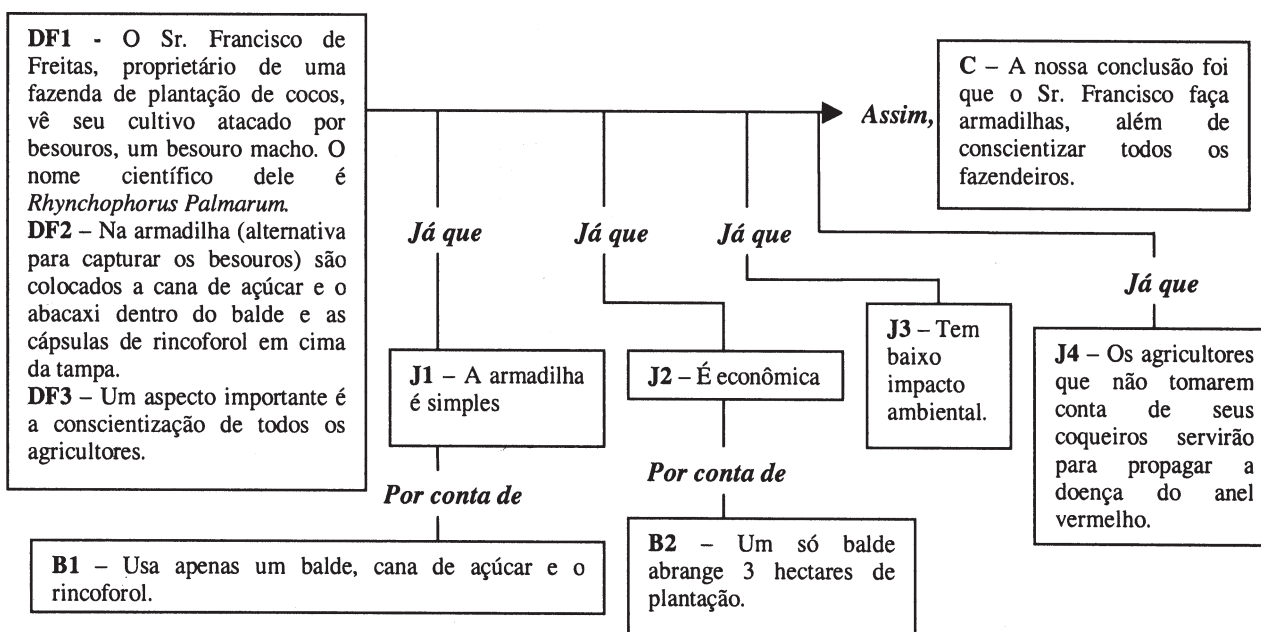 DF1 - O Sr. Francisco de
Freitas, proprietário de uma
fazenda de plantação de cocos,
vê seu cultivo atacado por
besouros, um besouro macho. O
nome científico dele é
Rhynchophorus Palmarum.
DF2 – Na armadilha (alternativa
para capturar os besouros) são
colocados a cana de açúcar e o
abacaxi dentro do balde e as
cápsulas de rincoforol em cima
da tampa.
DF3 – Um aspecto importante é
a conscientização de todos os
agricultores.
Assim,
C – A nossa conclusão foi
que o Sr. Francisco faça
armadilhas, além de
conscientizar todos os
fazendeiros.
Já que
Já que
Já que
Já que
J1 – A armadilha
é simples
J2 – É econômica
J3 – Tem
baixo
impacto
ambiental.
J4 – Os agricultores
que não tomarem
conta de seus
coqueiros servirão
para propagar a
doença do anel
vermelho.
Por conta de
Por conta de
B1 – Usa apenas um balde, cana de açúcar e o
rincoforol.
B2 – Um só balde
abrange 3 hectares de
plantação.